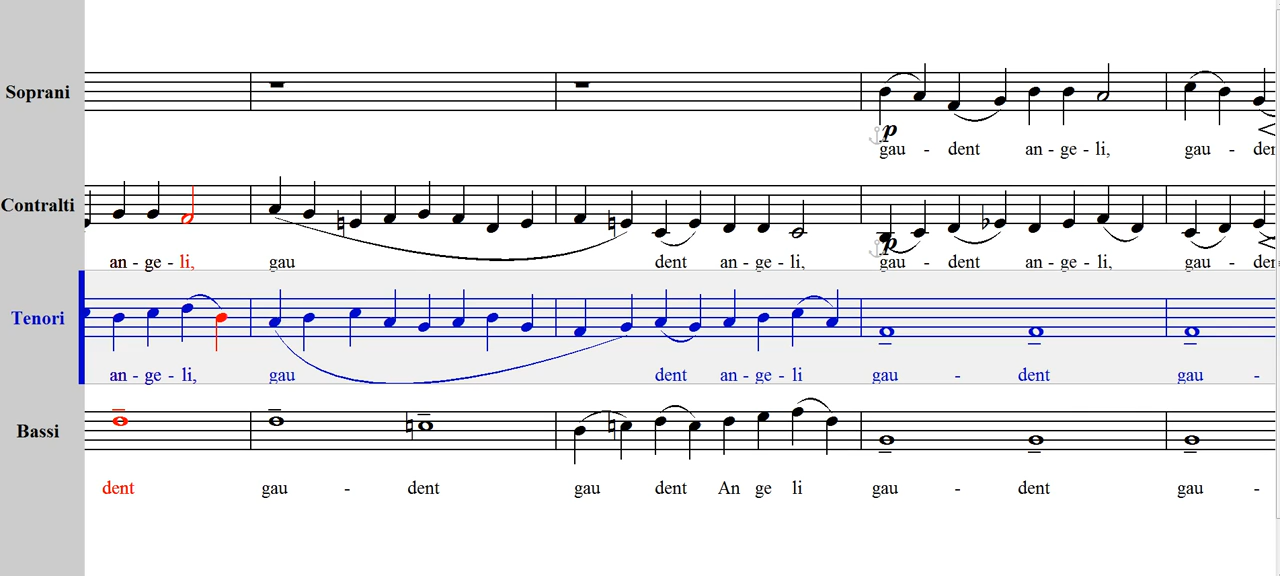 Soprani
p
gau - dent an - ge - li, gau - der
Contralti
p
an - ge - li, gau dent an - ge - li, gau - dent an - ge - li, gau - der
Tenori
an - ge - li, gau dent an - ge - li gau - dent gau -
Bassi
dent gau - dent gau dent An ge li gau - dent gau -